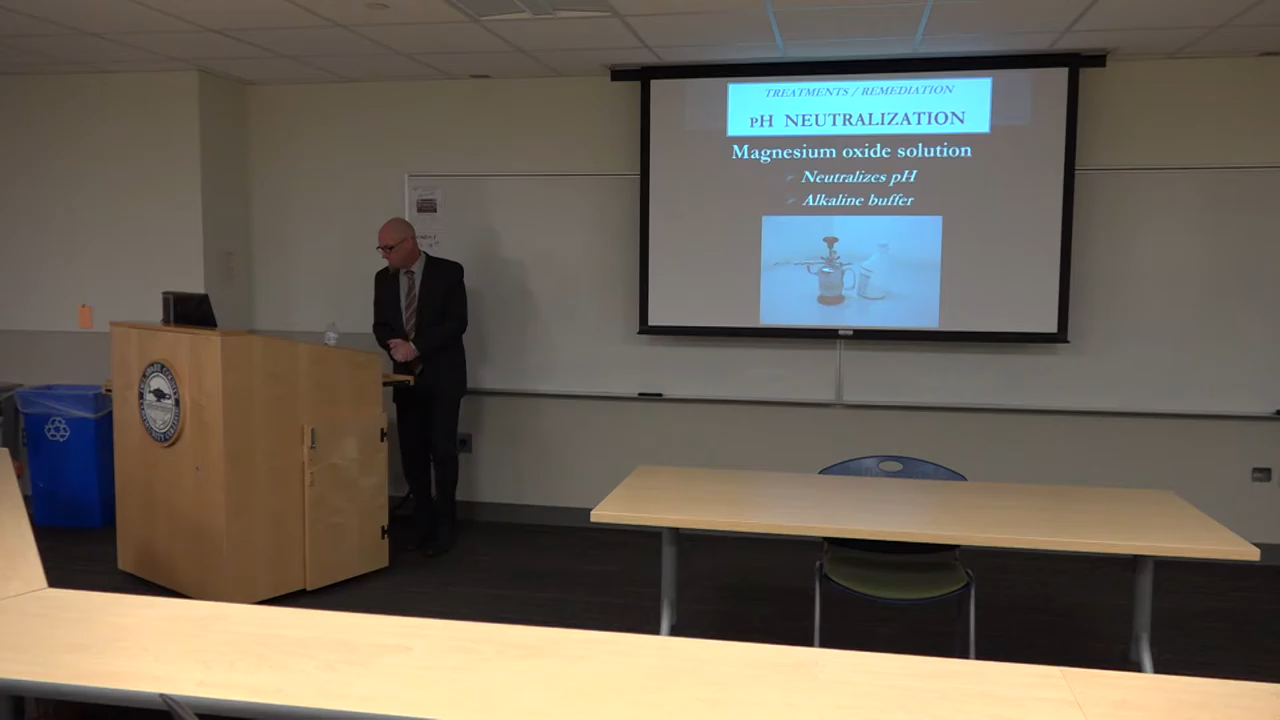 TREATMENTS / REMEDIATION
pH NEUTRALIZATION
Magnesium oxide solution
Neutralizes pH
Alkaline buffer